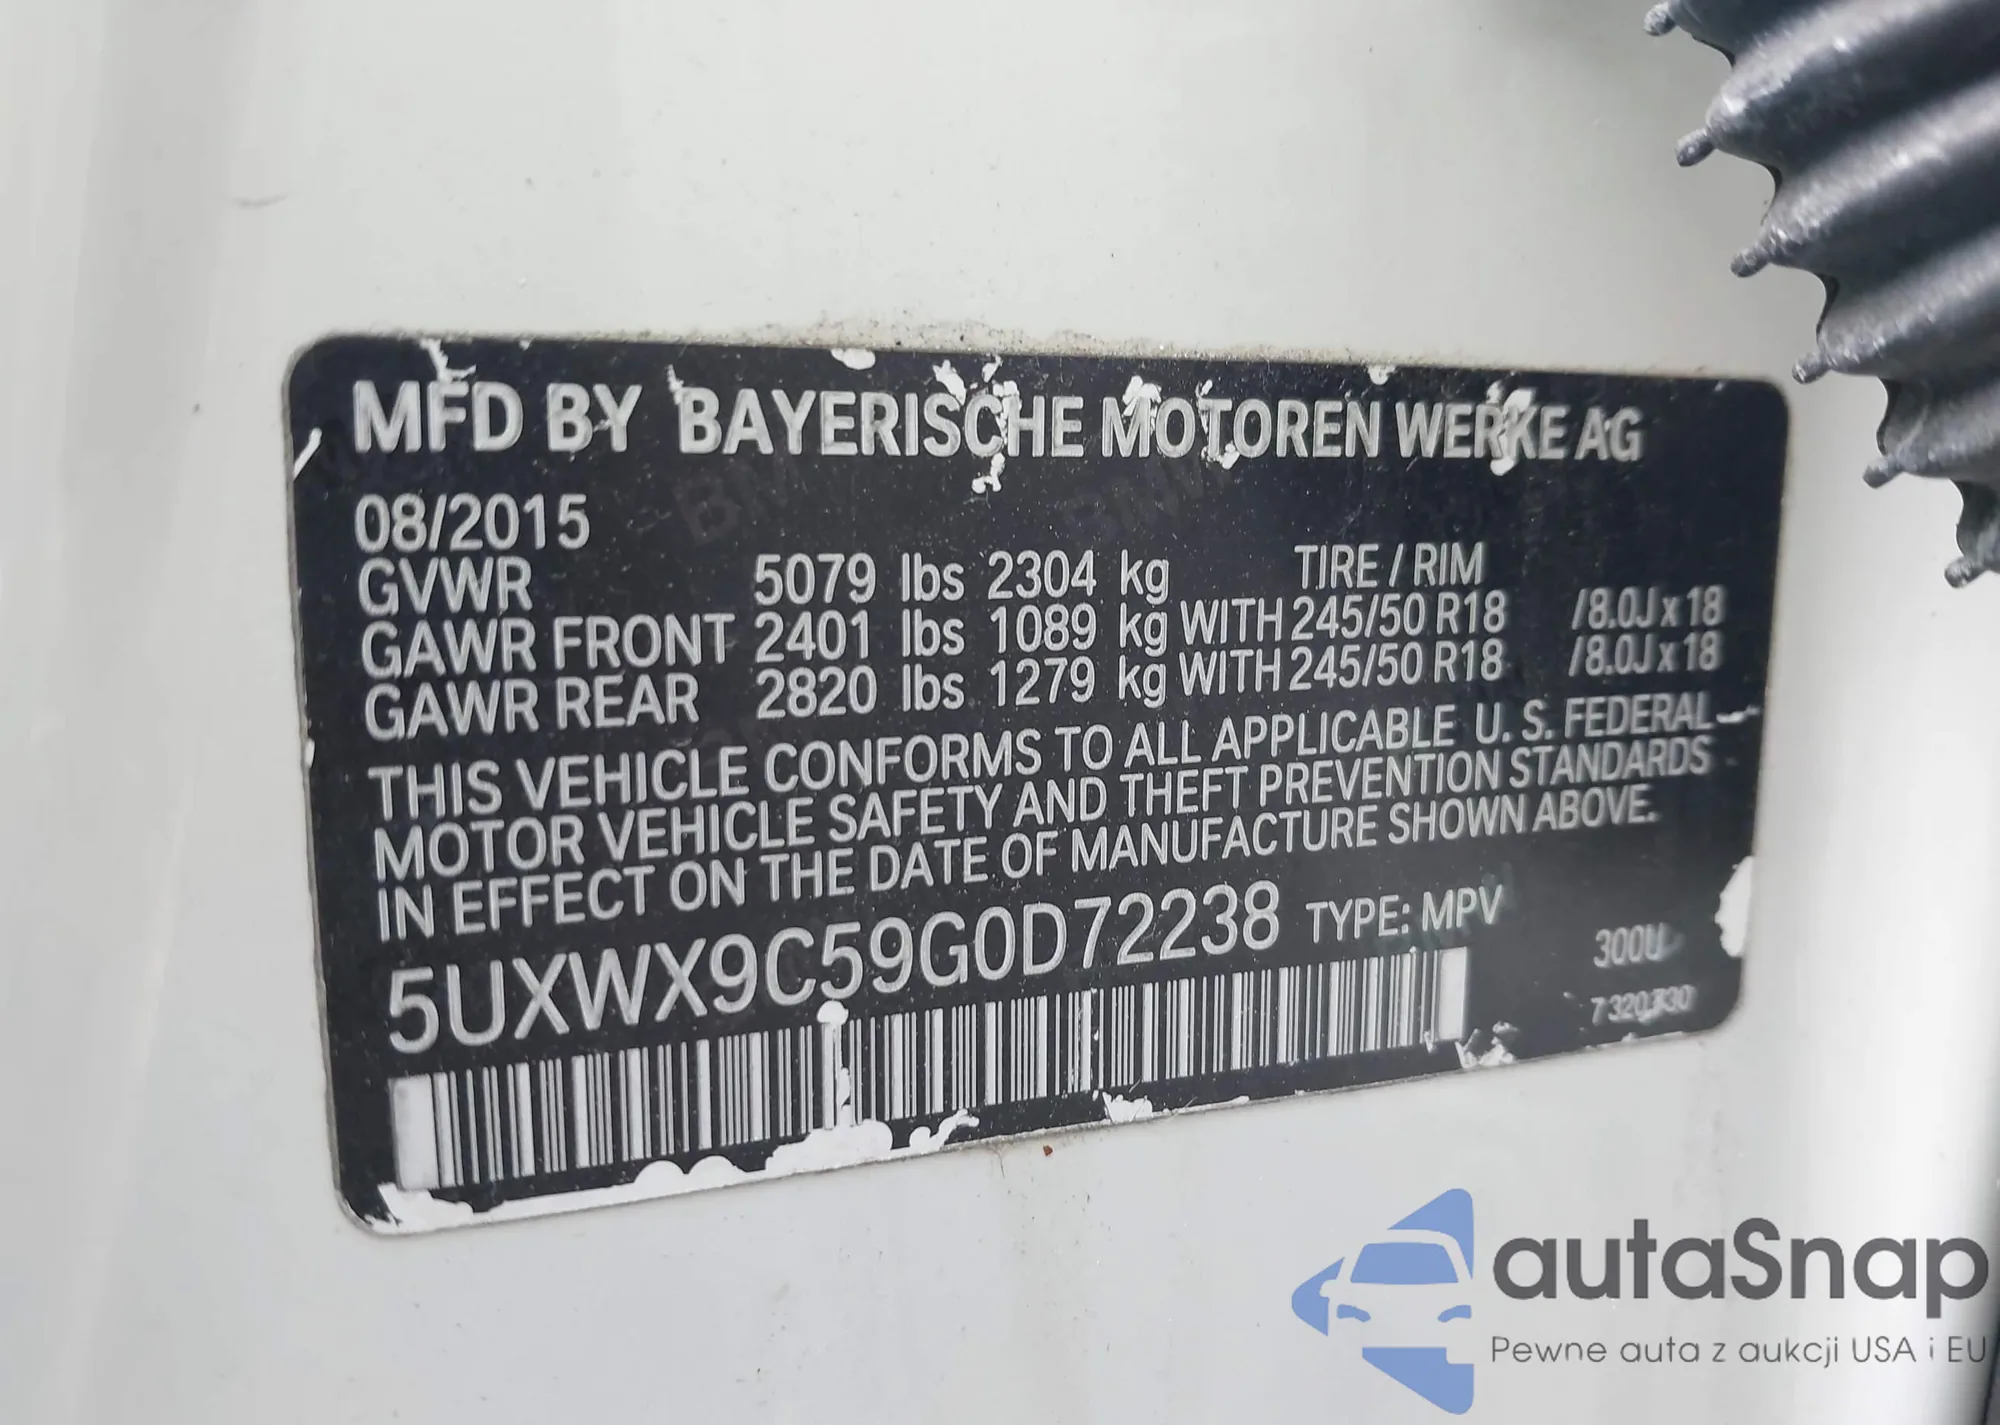 MFD BY BAYERISCHE MOTOREN WERKE AG
08/2015
GVWR 5079 lbs 2304 kg TIRE / RIM
GAWR FRONT 2401 lbs 1089 kg WITH 245/50 R18 /8.0J x 18
GAWR REAR 2820 lbs 1279 kg WITH 245/50 R18 /8.0J x 18
THIS VEHICLE CONFORMS TO ALL APPLICABLE U. S. FEDERAL
MOTOR VEHICLE SAFETY AND THEFT PREVENTION STANDARDS
IN EFFECT ON THE DATE OF MANUFACTURE SHOWN ABOVE.
5UXWX9C59G0D72238 TYPE: MPV
300U
autaSnap
Pewne auta z aukcji USA i EU